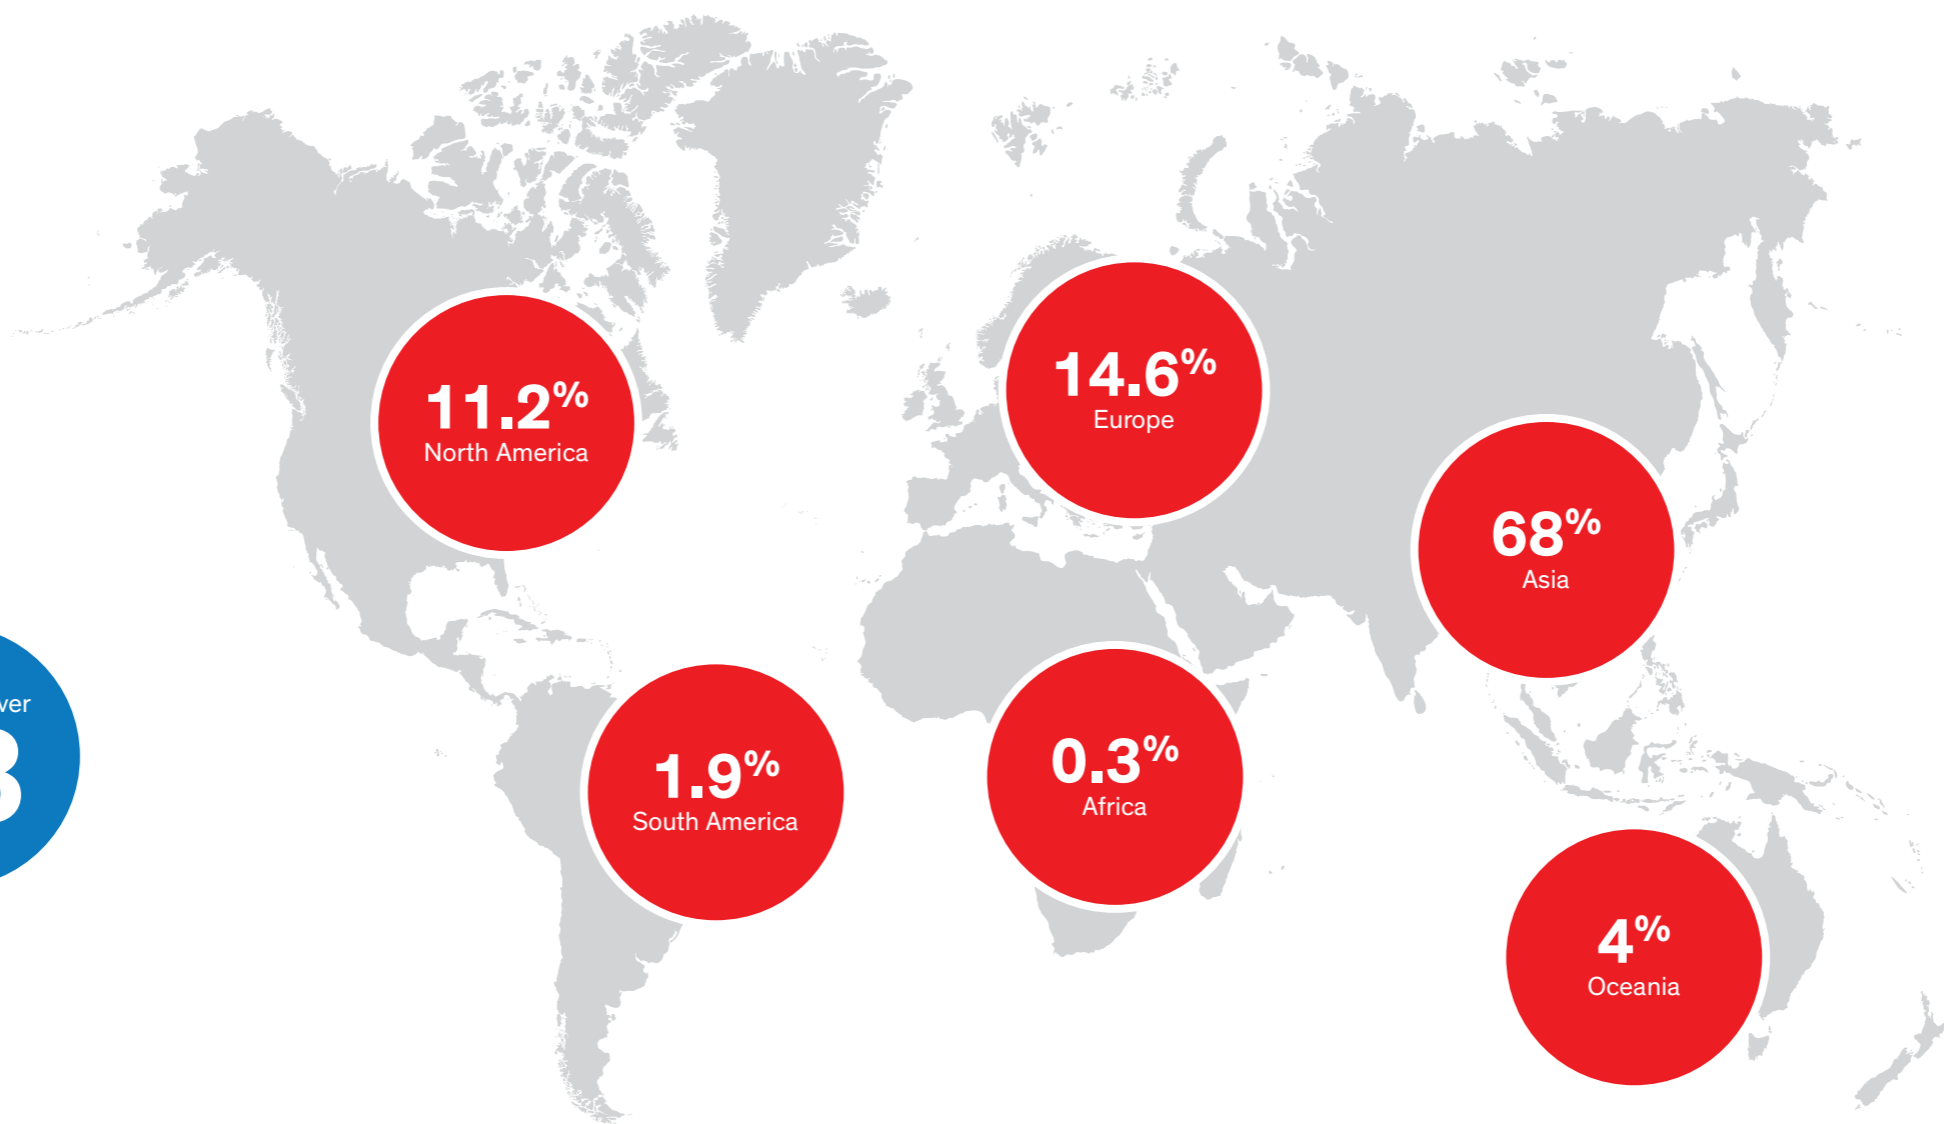 11.2%
North America
14.6%
Europe
68%
Asia
1.9%
South America
0.3%
Africa
4%
Oceania